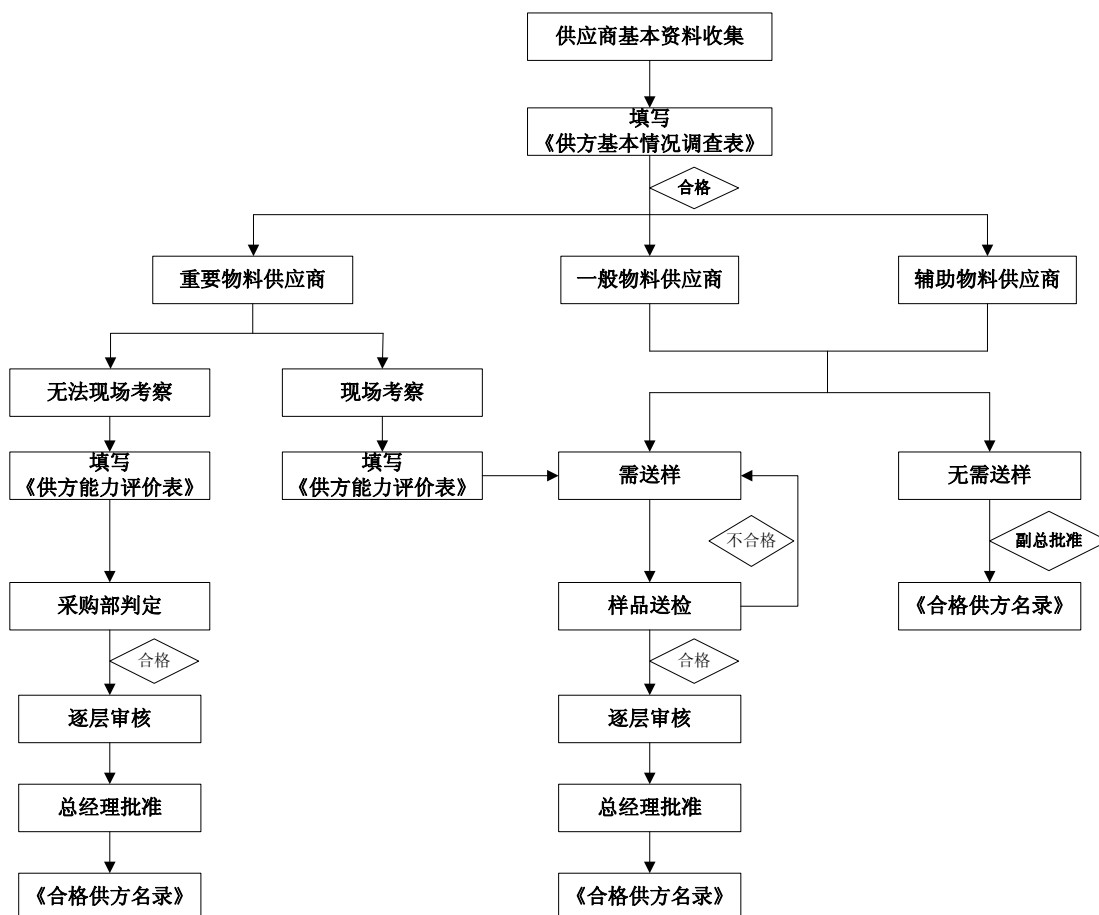 供应商基本资料收集
填写
《供方基本情况调查表》
合格
重要物料供应商
一般物料供应商
辅助物料供应商
无法现场考察
现场考察
填写
《供方能力评价表》
填写
《供方能力评价表》
需送样
无需送样
不合格
副总批准
采购部判定
样品送检
《合格供方名录》
合格
合格
逐层审核
逐层审核
总经理批准
总经理批准
《合格供方名录》
《合格供方名录》